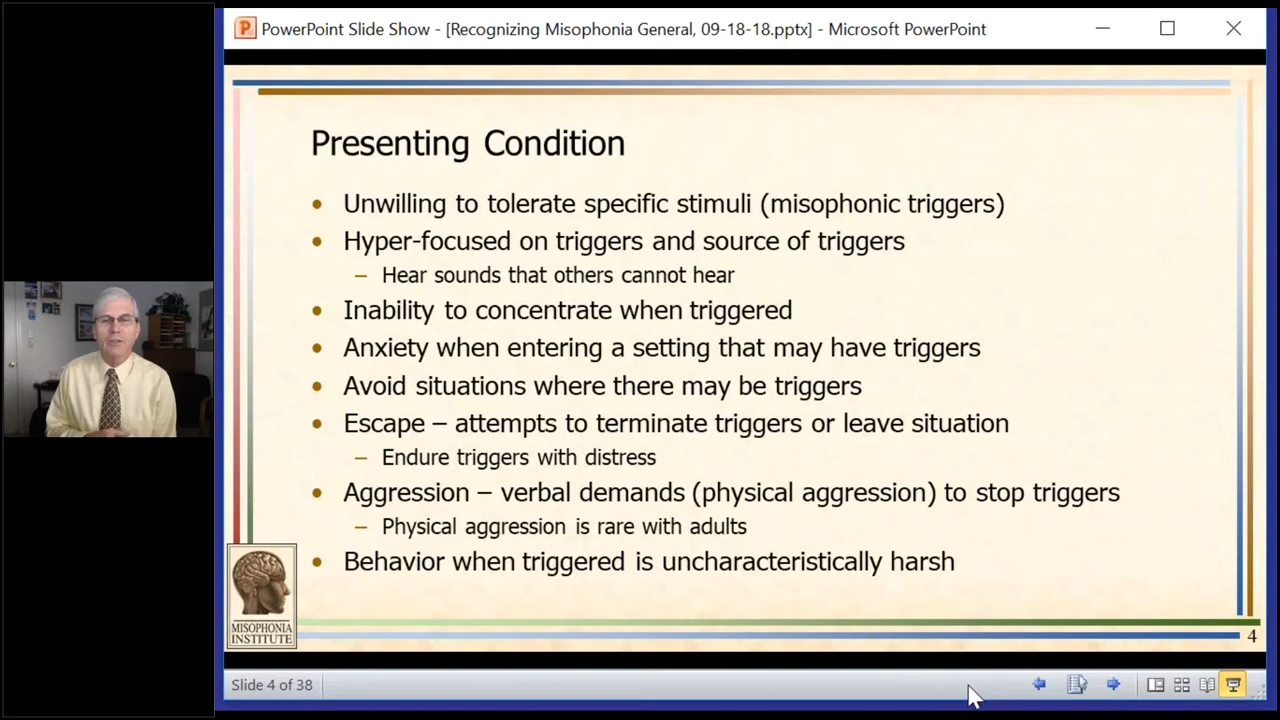 PowerPoint Slide Show - [Recognizing Misophonia General, 09-18-18.pptx] - Microsoft PowerPoint
Presenting Condition
• Unwilling to tolerate specific stimuli (misophonic triggers)
• Hyper-focused on triggers and source of triggers
– Hear sounds that others cannot hear
• Inability to concentrate when triggered
• Anxiety when entering a setting that may have triggers
• Avoid situations where there may be triggers
• Escape – attempts to terminate triggers or leave situation
– Endure triggers with distress
• Aggression – verbal demands (physical aggression) to stop triggers
– Physical aggression is rare with adults
• Behavior when triggered is uncharacteristically harsh
MISOPHONIA
INSTITUTE
4
Slide 4 of 38